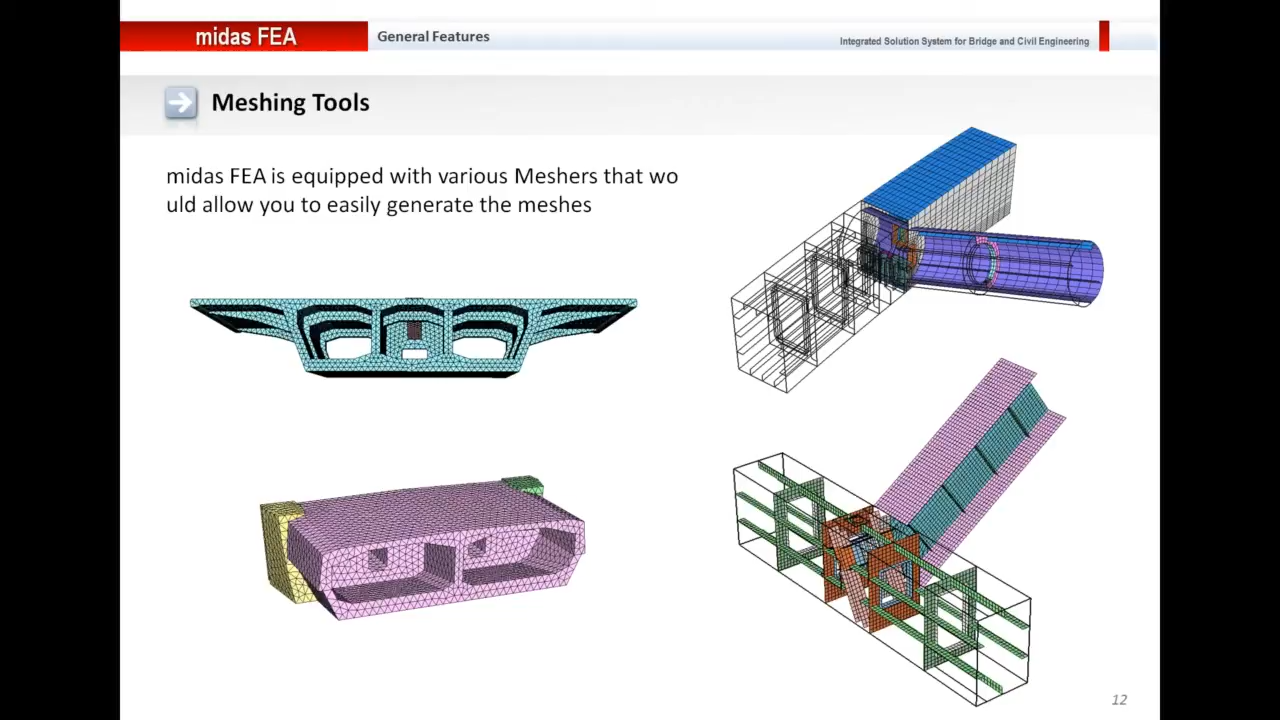 midas FEA
General Features
Integrated Solution System for Bridge and Civil Engineering
Meshing Tools
midas FEA is equipped with various Meshers that wo
uld allow you to easily generate the meshes
12